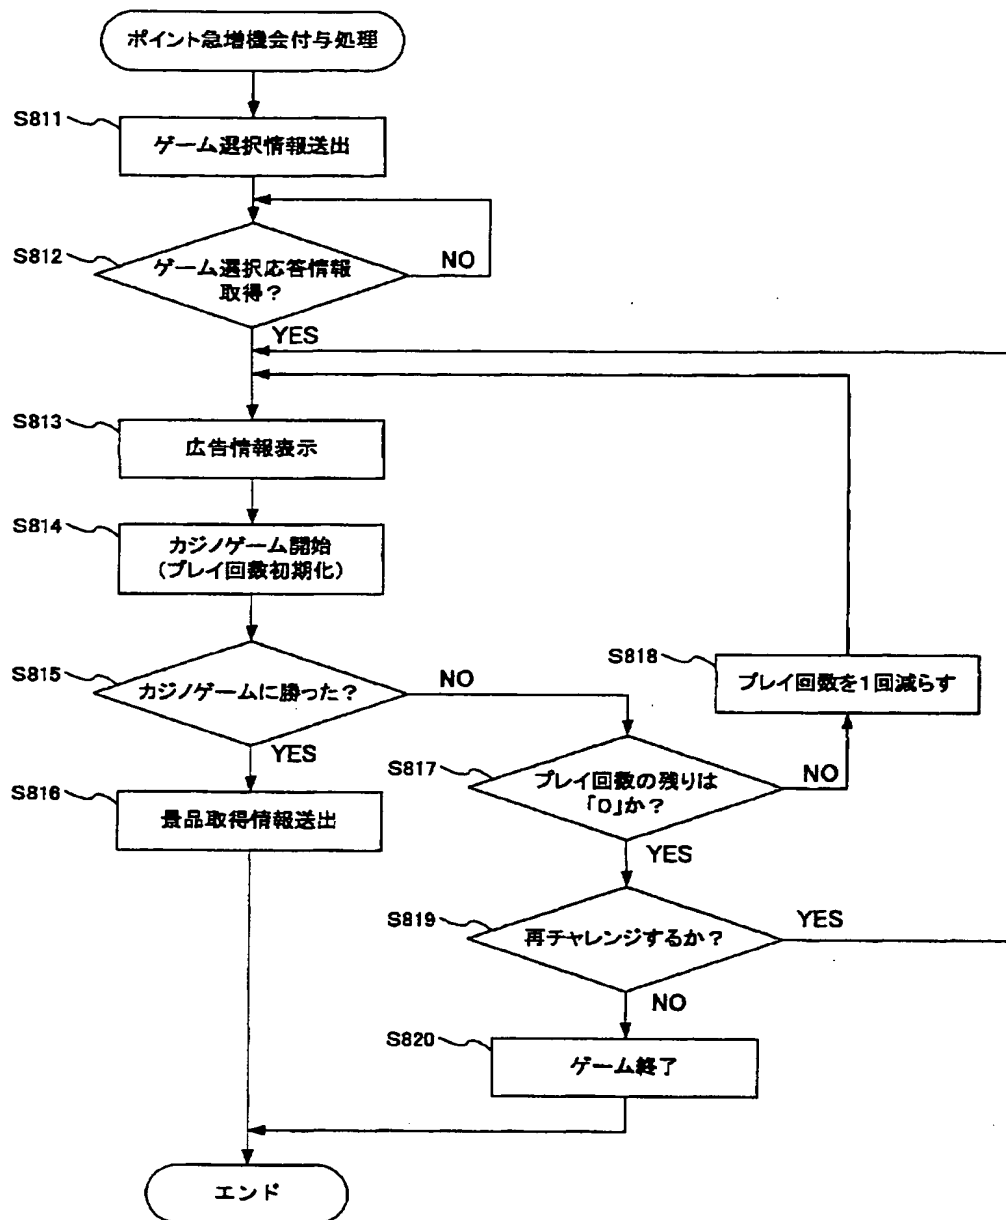 ポイント急増機会付与処理
S811
ゲーム選択情報送出
S812
ゲーム選択応答情報
取得？
NO
YES
S813
広告情報表示
S814
カジノゲーム開始
（プレイ回数初期化）
S815
カジノゲームに勝った？
NO
YES
S818
プレイ回数を1回減らす
S816
景品取得情報送出
S817
プレイ回数の残りは
「0」か？
NO
YES
S819
再チャレンジするか？
YES
NO
S820
ゲーム終了
エンド